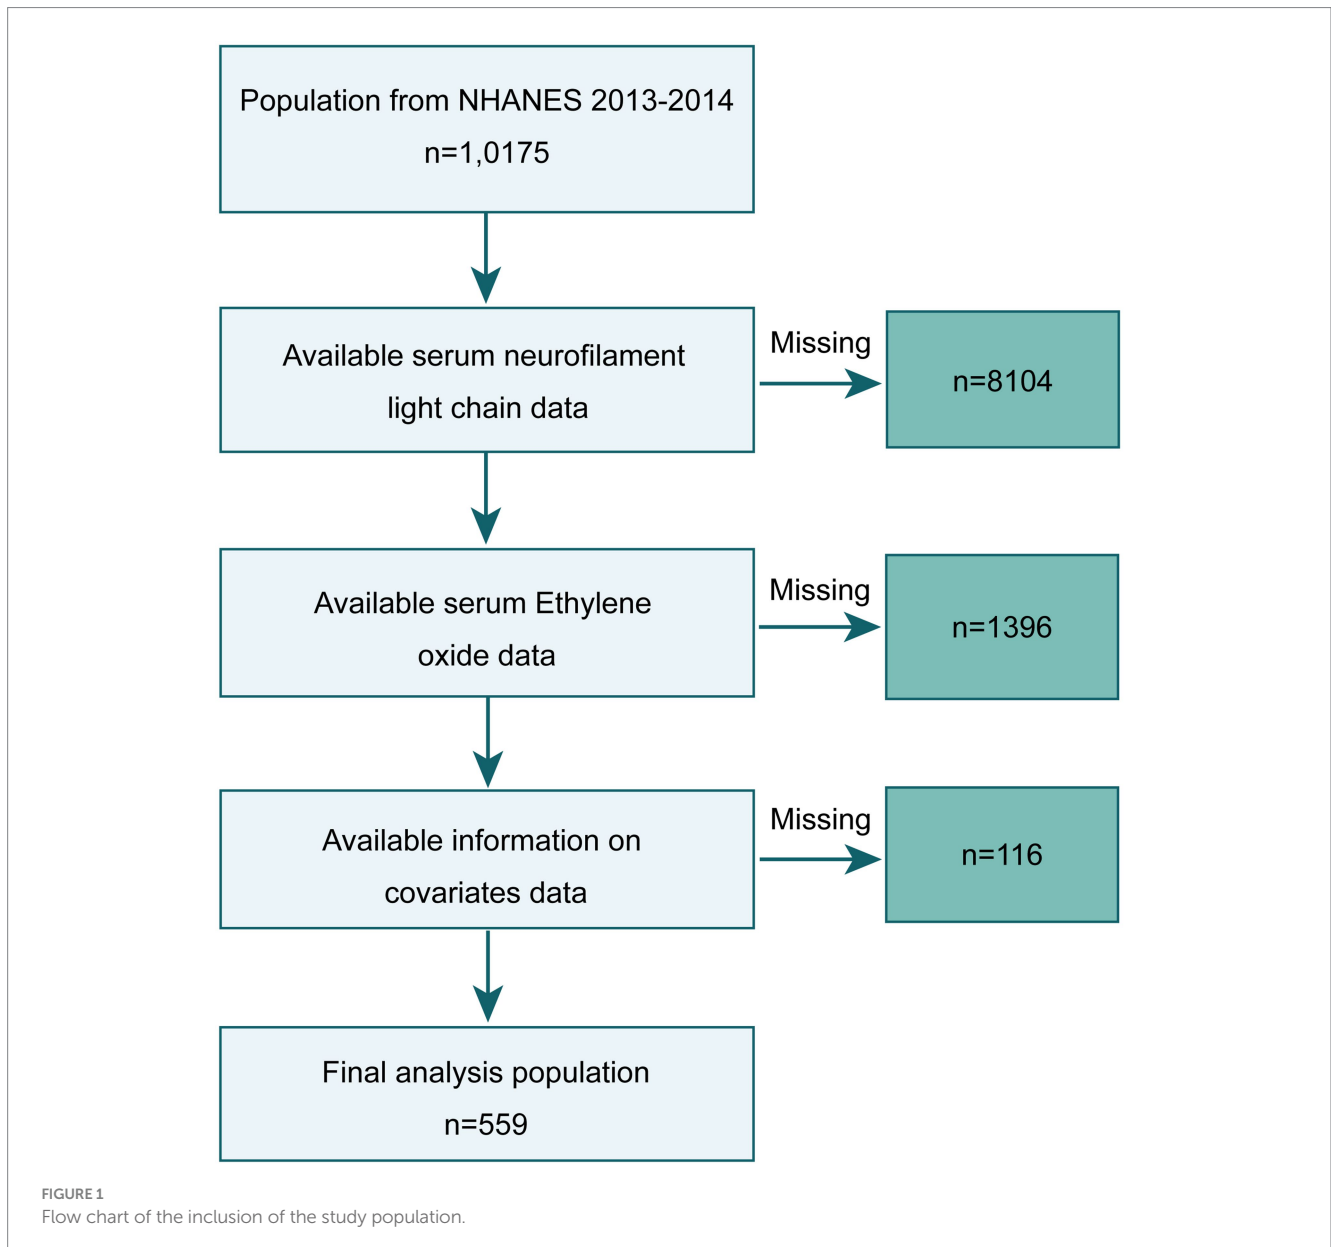 Population from NHANES 2013-2014
n=1,0175
Available serum neurofilament
light chain data
Missing
n=8104
Available serum Ethylene
oxide data
Missing
n=1396
Available information on
covariates data
Missing
n=116
Final analysis population
n=559
FIGURE 1
Flow chart of the inclusion of the study population.